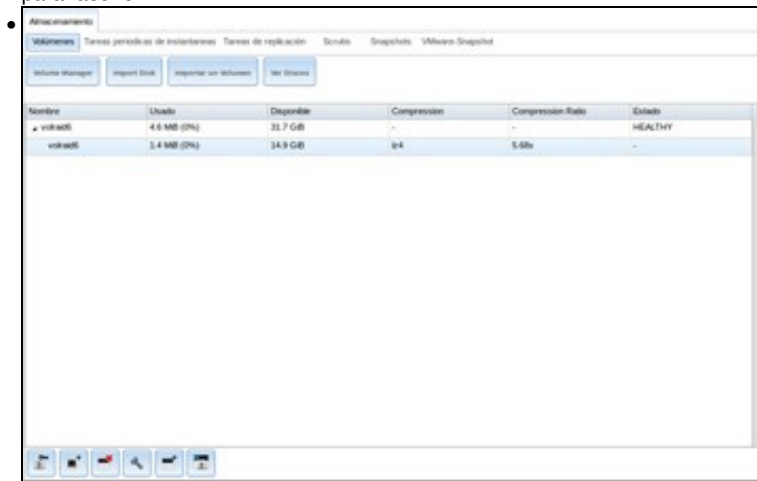 Almacenamiento
Volúmenes Tareas periodicas de instantaneas Tareas de replicación Scrubs Snapshots VMware-Snapshot
Volume Manager Import Disk Importar un Volumen Ver Discos
Nombre Usado Disponible Compression Compression Ratio Estado
volraid6 4.6 MiB (0%) 31.7 GiB - - HEALTHY
volraid6 1.4 MiB (0%) 14.9 GiB lz4 5.68x -